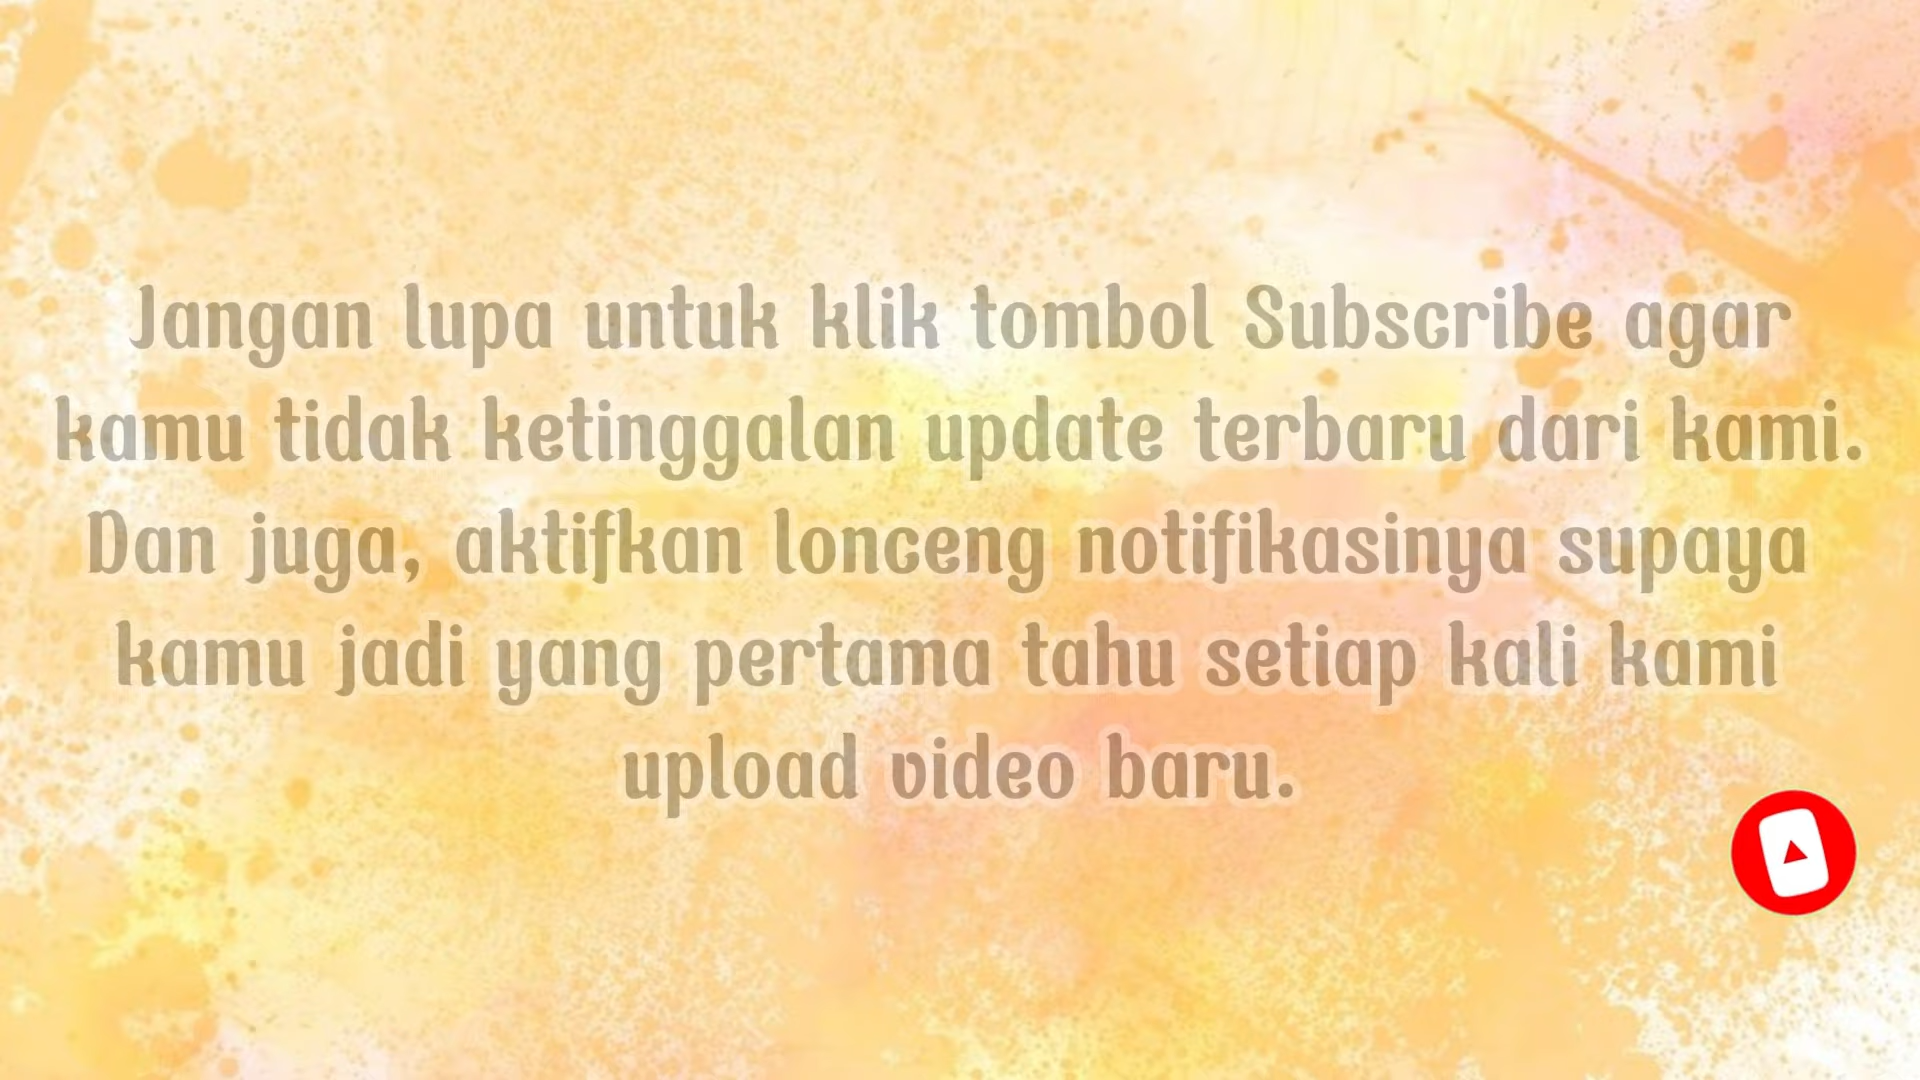 Jangan lupa untuk klik tombol Subscribe agar
kamu tidak ketinggalan update terbaru dari kami.
Dan juga, aktifkan lonceng notifikasinya supaya
kamu jadi yang pertama tahu setiap kali kami
upload video baru.